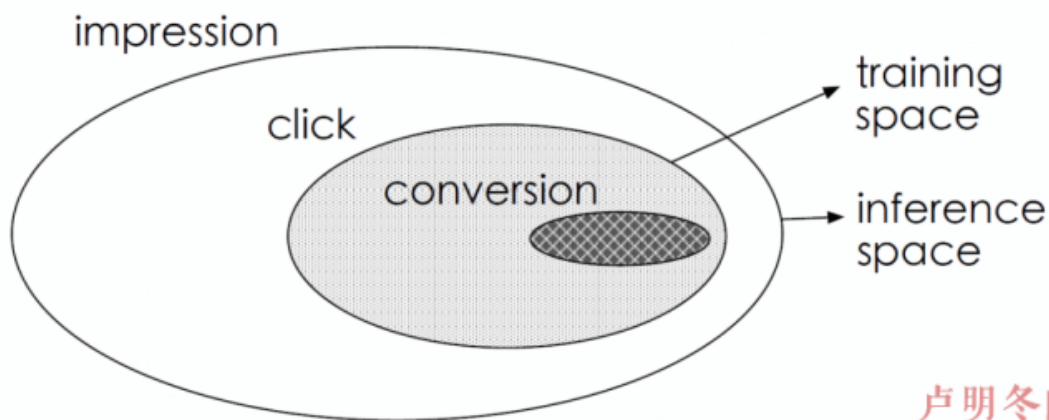 impression
click
conversion
training
space
inference
space
卢明冬